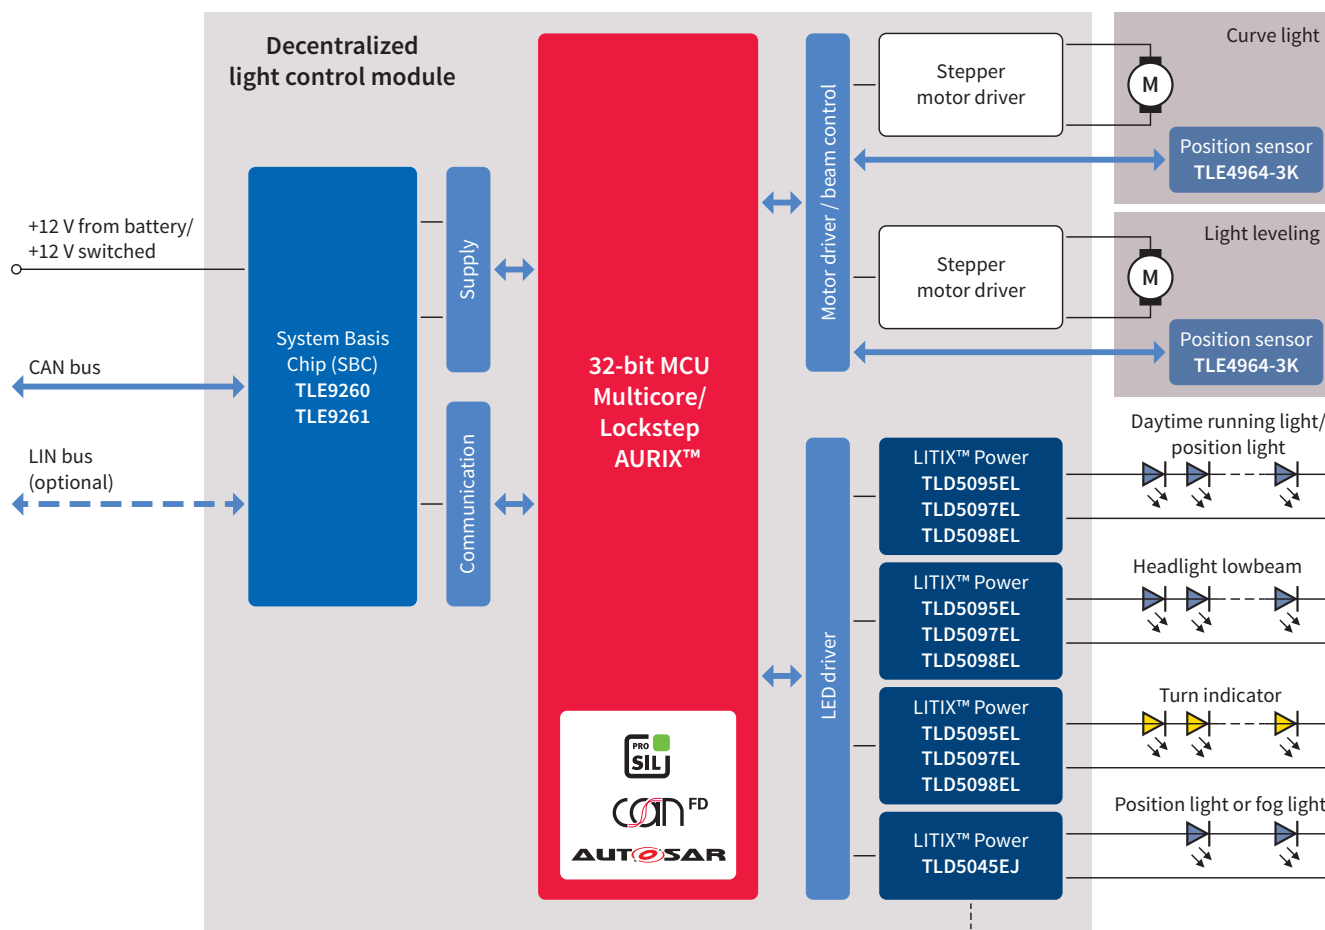 Decentralized
light control module
+12 V from battery/
+12 V switched
CAN bus
LIN bus
(optional)
System Basis
Chip (SBC)
TLE9260
TLE9261
Supply
Communication
32-bit MCU
Multicore/
Lockstep
AURIX™
PRO
SIL
CAN FD
AUTOSAR
Motor driver / beam control
LED driver
Stepper
motor driver
M
Curve light
Position sensor
TLE4964-3K
Stepper
motor driver
M
Light leveling
Position sensor
TLE4964-3K
LITIX™ Power
TLD5095EL
TLD5097EL
TLD5098EL
Daytime running light/
position light
LITIX™ Power
TLD5095EL
TLD5097EL
TLD5098EL
Headlight lowbeam
LITIX™ Power
TLD5095EL
TLD5097EL
TLD5098EL
Turn indicator
LITIX™ Power
TLD5045EJ
Position light or fog light